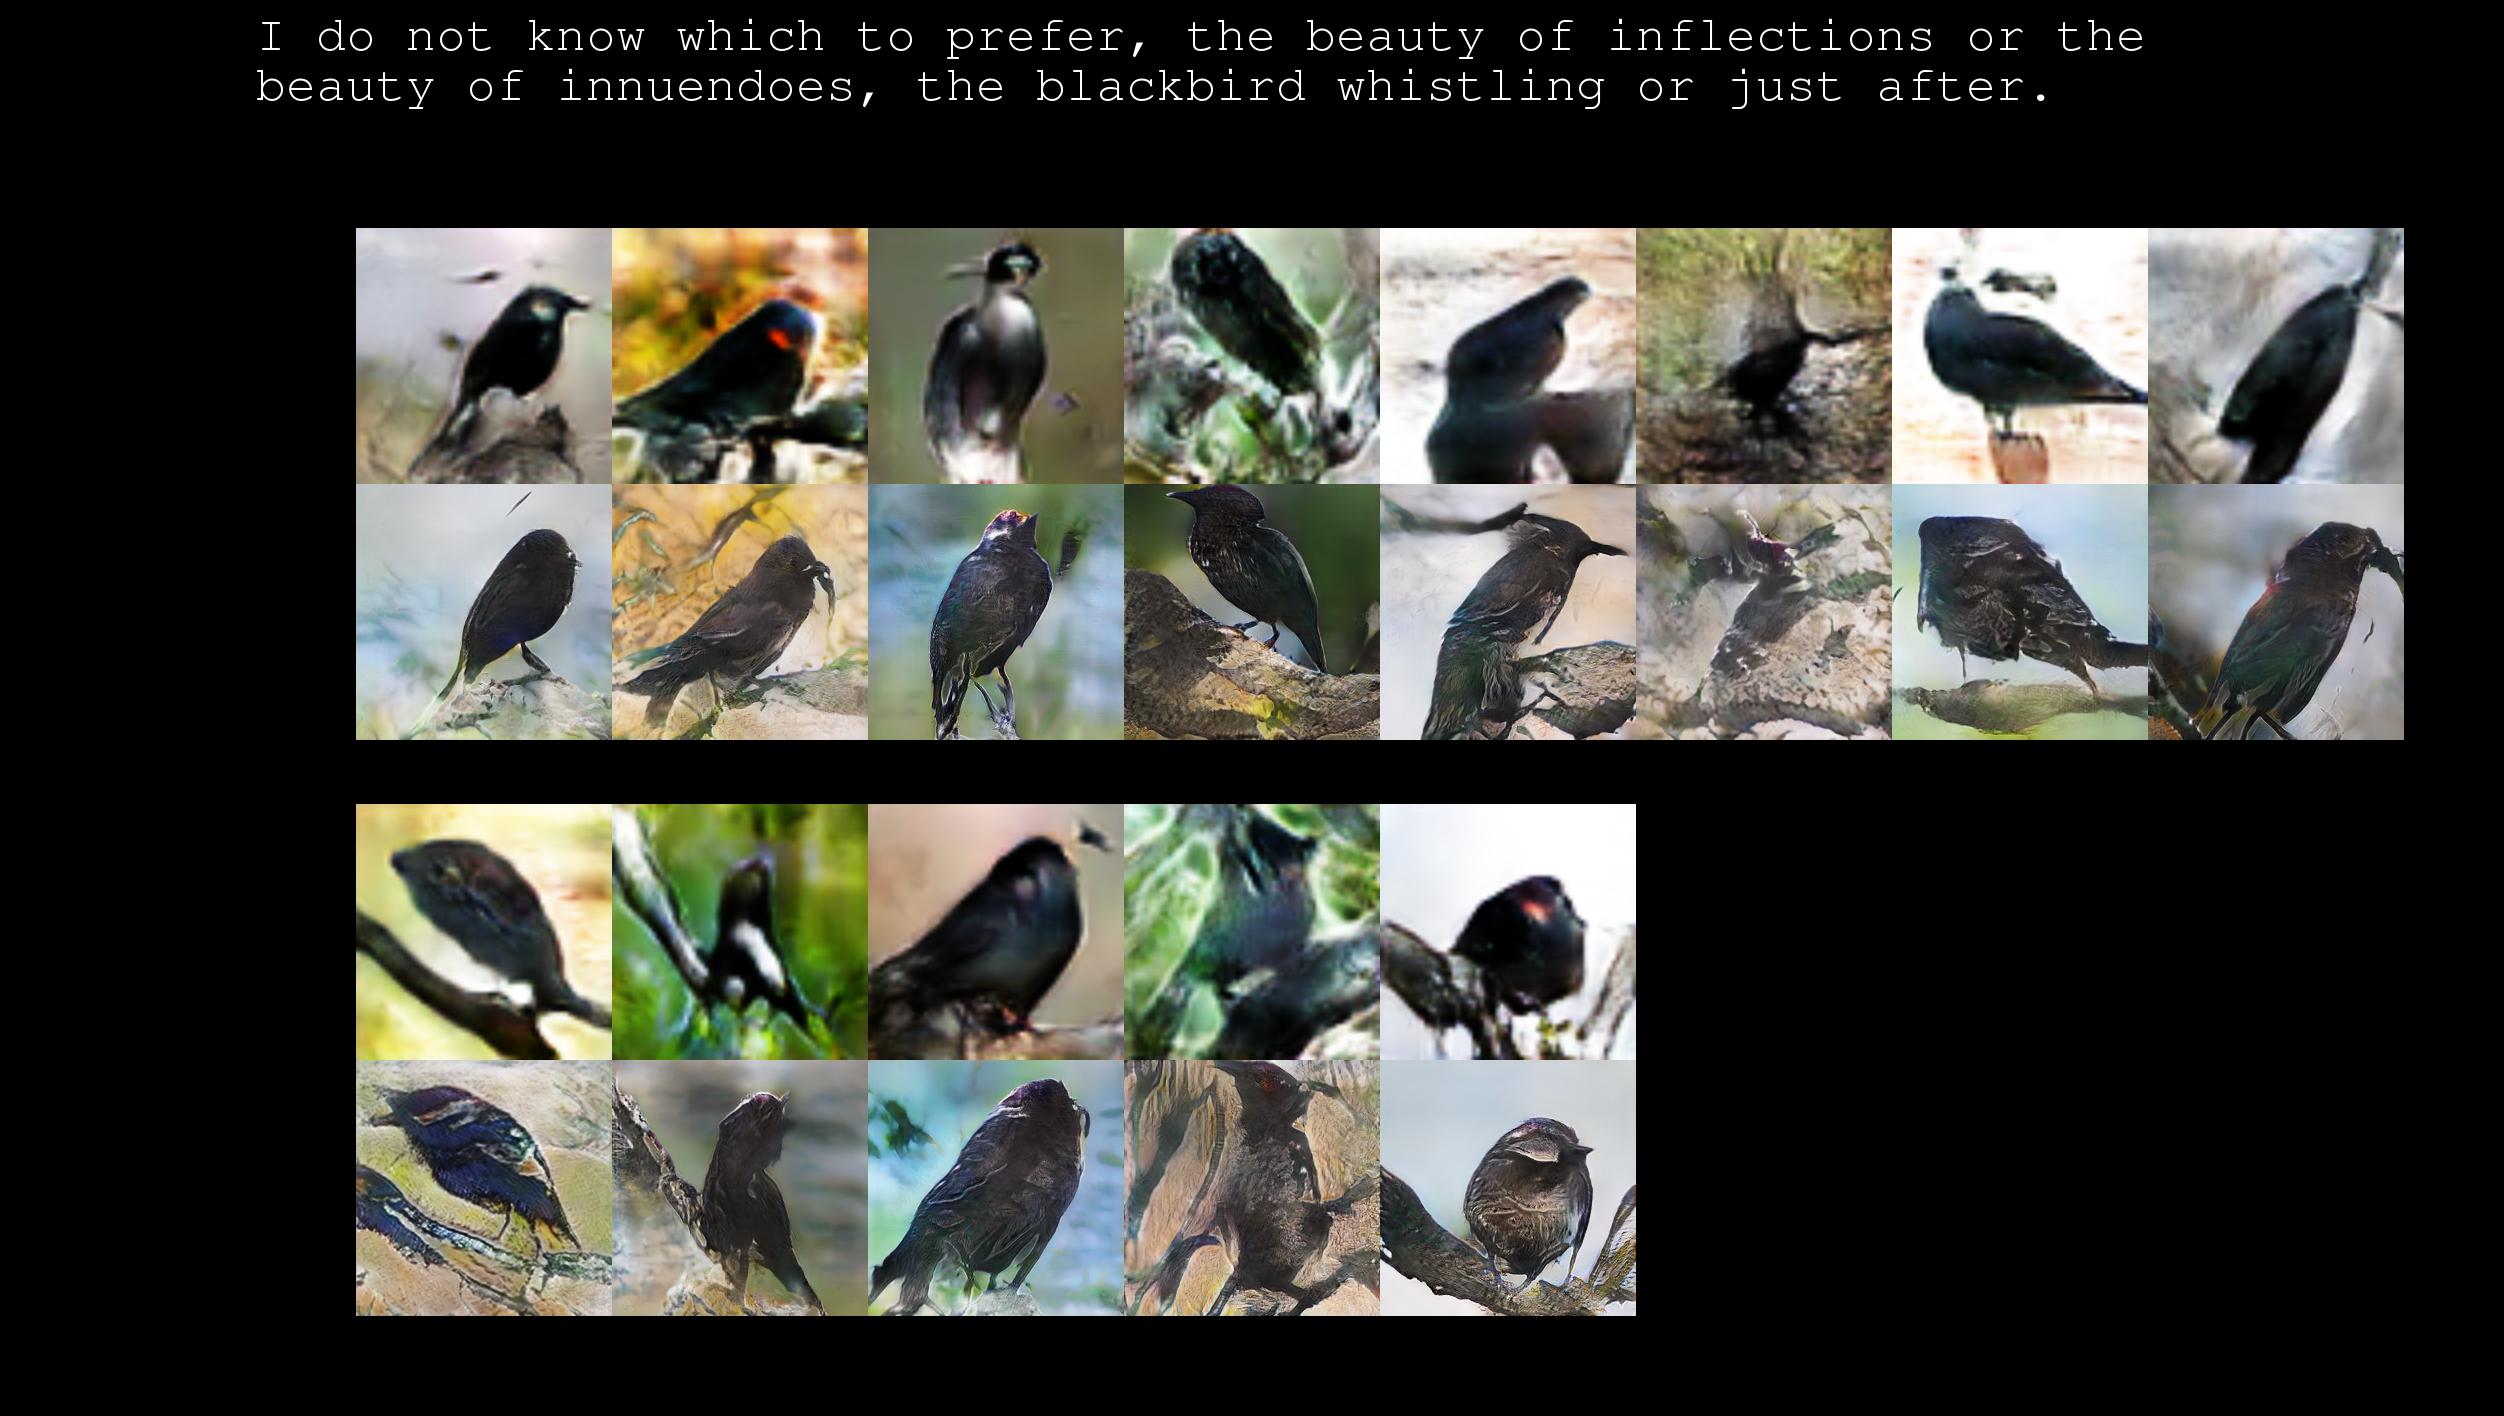 I do not know which to prefer, the beauty of inflections or the
beauty of innuendoes, the blackbird whistling or just after.